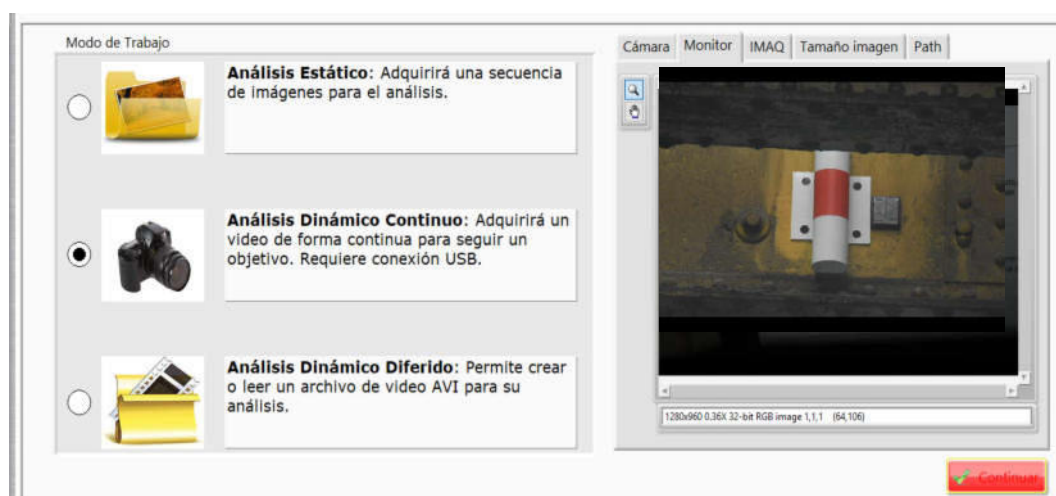 Modo de Trabajo
Análisis Estático: Adquirirá una secuencia
de imágenes para el análisis.
Análisis Dinámico Continuo: Adquirirá un
video de forma continua para seguir un
objetivo. Requiere conexión USB.
Análisis Dinámico Diferido: Permite crear
o leer un archivo de video AVI para su
análisis.
Cámara Monitor IMAQ Tamaño imagen Path
1280x960 0.36X 32-bit RGB image 1,1,1 (64,106)
Continuar